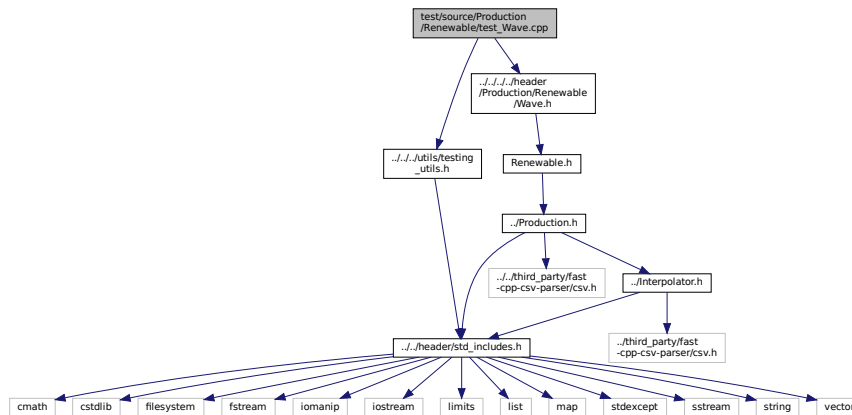 test/source/Production
/Renewable/test_Wave.cpp
../../../../header
/Production/Renewable
/Wave.h
../../../utils/testing
_utils.h
Renewable.h
../Production.h
../../third_party/fast
-cpp-csv-parser/csv.h
../Interpolator.h
../../header/std_includes.h
../third_party/fast
-cpp-csv-parser/csv.h
cmath
cstdlib
filesystem
fstream
iomanip
iostream
limits
list
map
stdexcept
sstream
string
vector